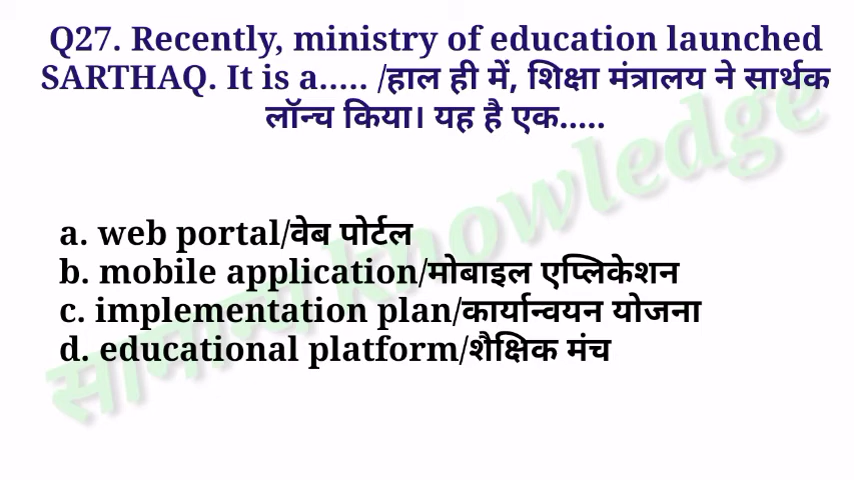 Q27. Recently, ministry of education launched
SARTHAQ. It is a..... /हाल ही में, शिक्षा मंत्रालय ने सार्थक
लॉन्च किया। यह है एक.....
a. web portal/वेब पोर्टल
b. mobile application/मोबाइल एप्लिकेशन
c. implementation plan/कार्यान्वयन योजना
d. educational platform/शैक्षिक मंच
सामान्य knowledge